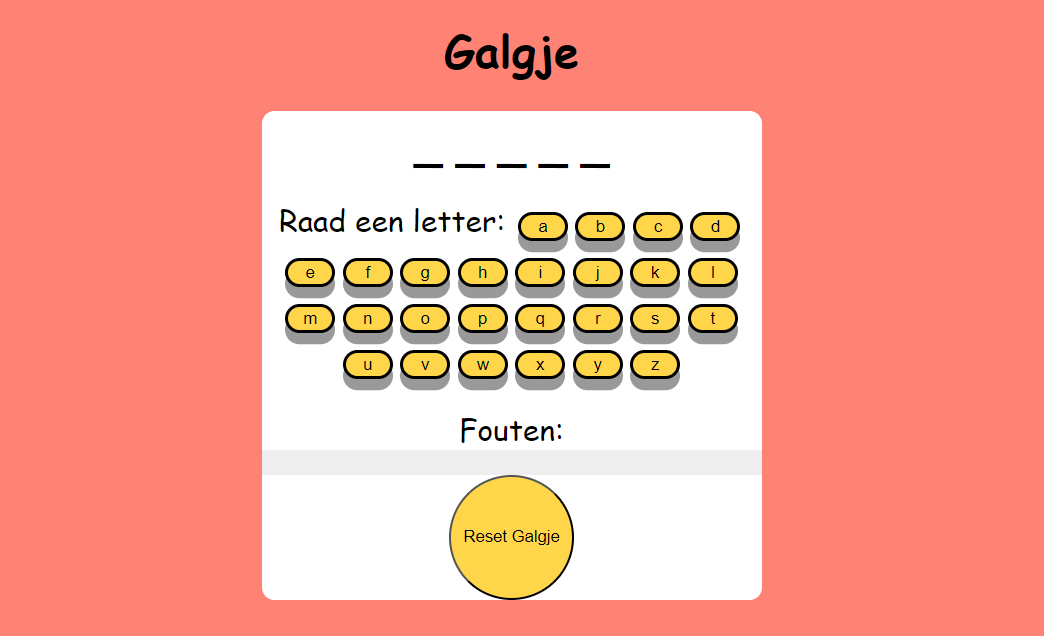 Galgje
_ _ _ _ _
Raad een letter: a b c d
e f g h i j k l
m n o p q r s t
u v w x y z
Fouten:
Reset Galgje